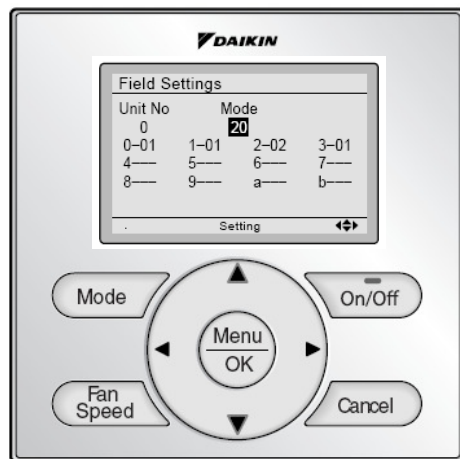 DAIKIN
Field Settings
Unit No Mode
0 20
0–01 1–01 2–02 3–01
4––– 5––– 6––– 7–––
8––– 9––– a––– b–––
Setting
Mode
On/Off
Menu
OK
Fan
Speed
Cancel